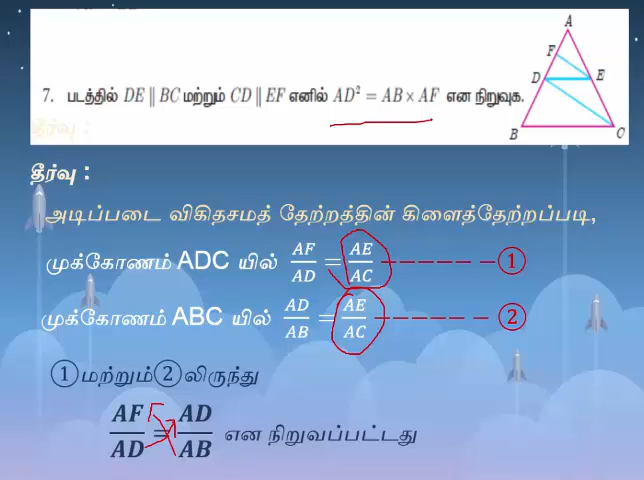 A
F
D E
B C
7. படத்தில் DE || BC மற்றும் CD || EF எனில் AD² = AB × AF என நிறுவுக.
தீர்வு :
தீர்வு :
அடிப்படை விகிதசமத் தேற்றத்தின் கிளைத்தேற்றப்படி,
முக்கோணம் ADC யில் AF/AD = AE/AC ------ ①
முக்கோணம் ABC யில் AD/AB = AE/AC ------ ②
① மற்றும் ② லிருந்து
AF/AD = AD/AB என நிறுவப்பட்டது